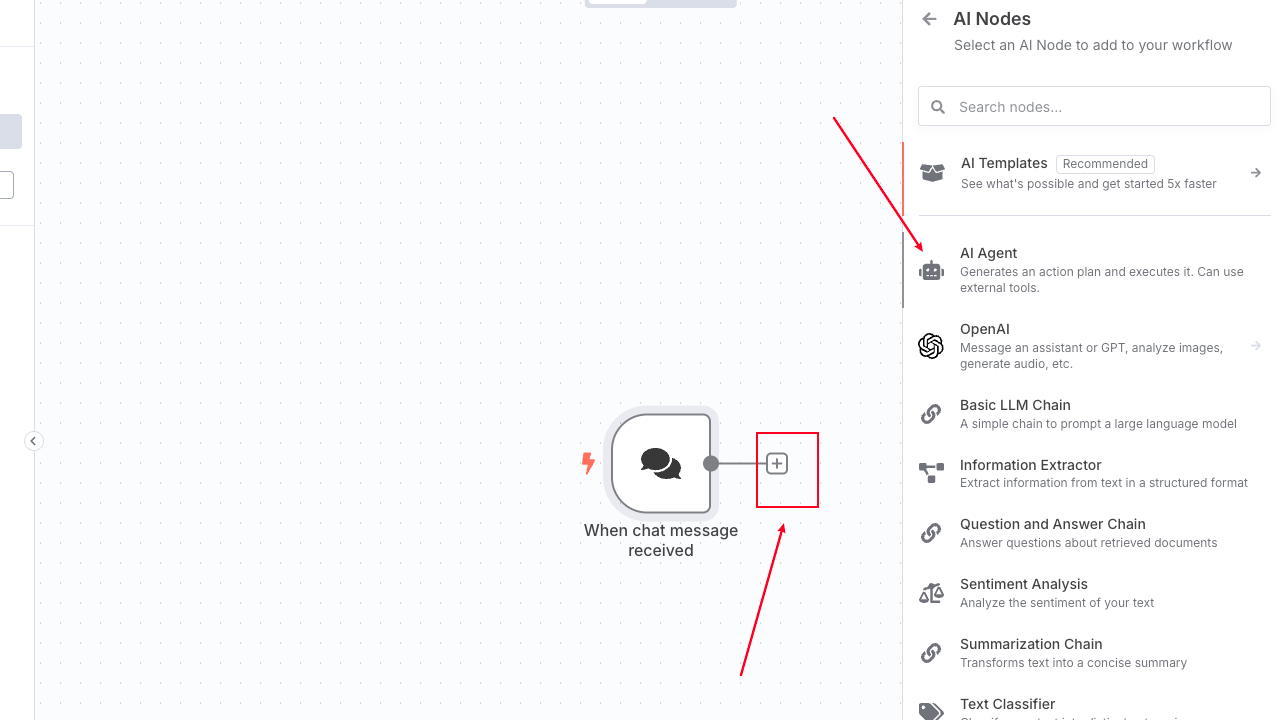 AI Nodes
Select an AI Node to add to your workflow
Search nodes...
AI Templates Recommended
See what's possible and get started 5x faster
AI Agent
Generates an action plan and executes it. Can use
external tools.
OpenAI
Message an assistant or GPT, analyze images,
generate audio, etc.
Basic LLM Chain
A simple chain to prompt a large language model
Information Extractor
Extract information from text in a structured format
Question and Answer Chain
Answer questions about retrieved documents
Sentiment Analysis
Analyze the sentiment of your text
Summarization Chain
Transforms text into a concise summary
Text Classifier
When chat message
received